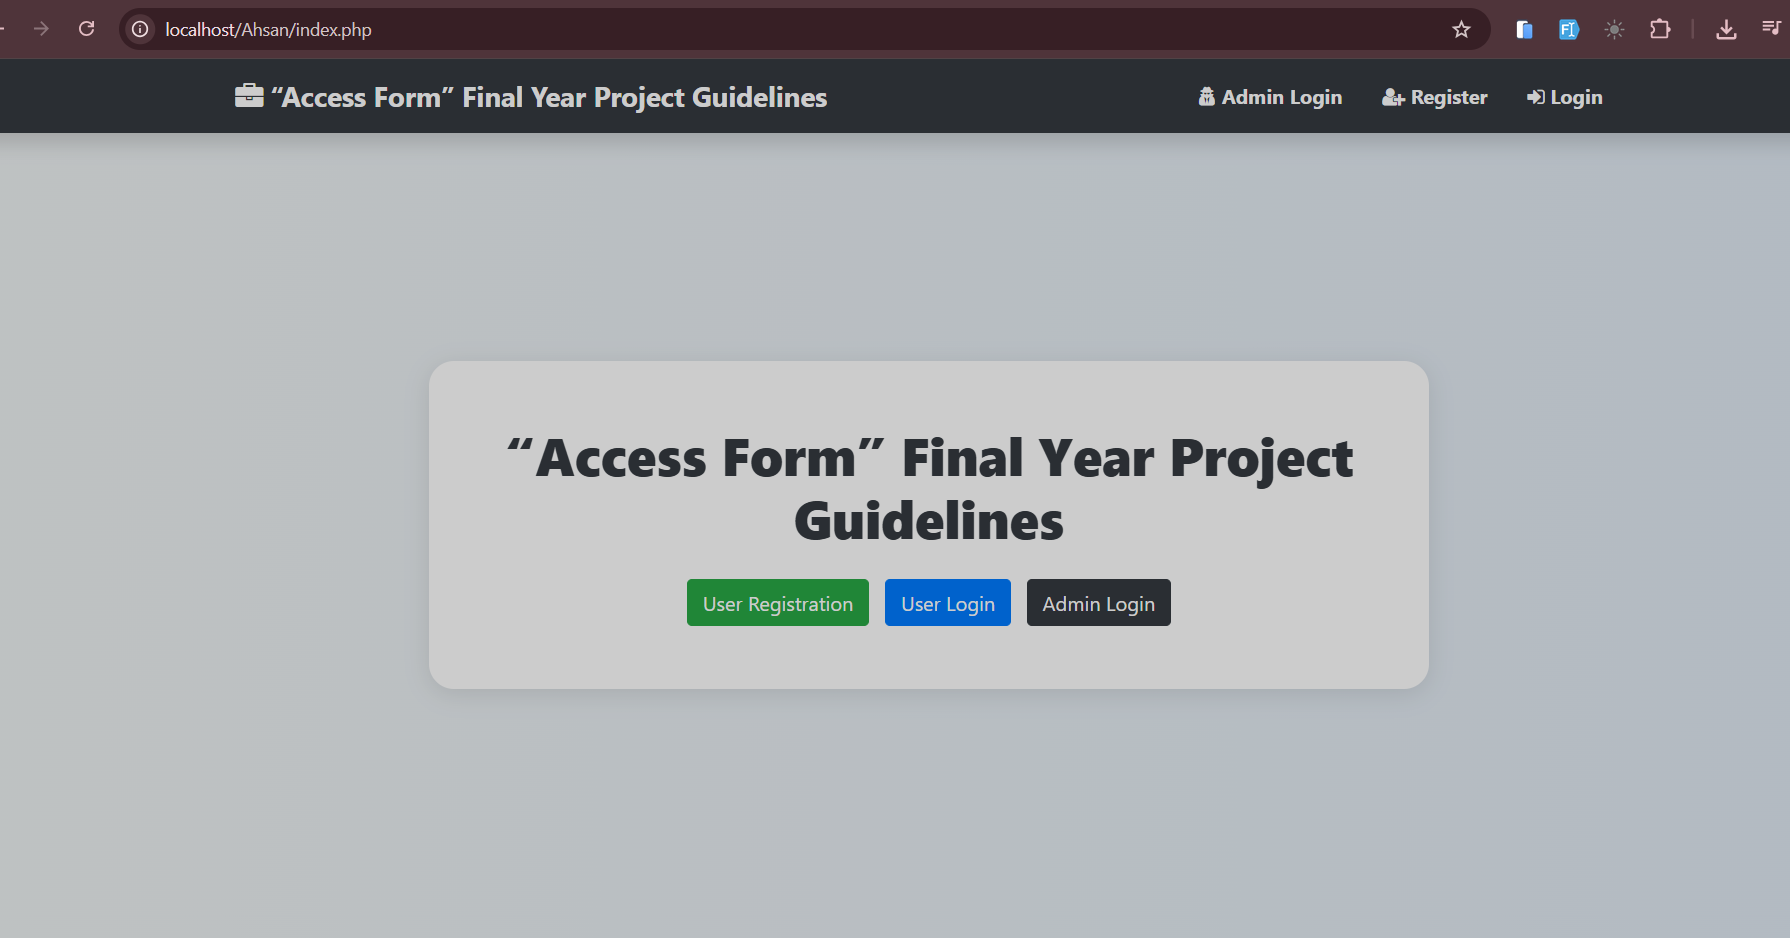 localhost/Ahsan/index.php
“Access Form” Final Year Project Guidelines
Admin Login
Register
Login
“Access Form” Final Year Project
Guidelines
User Registration
User Login
Admin Login